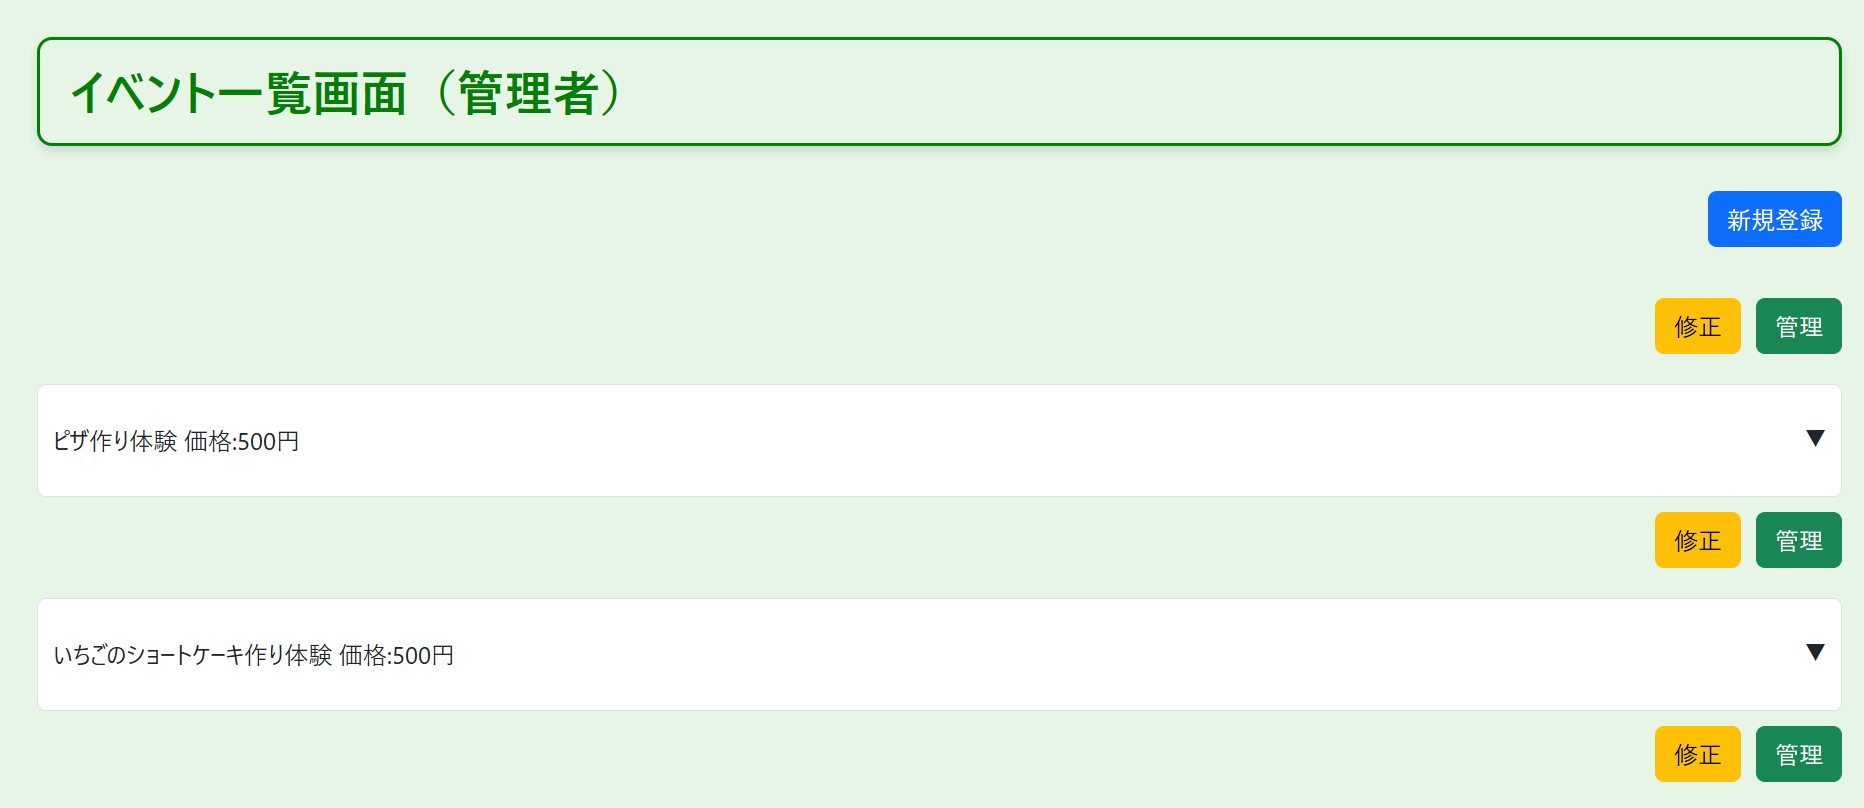 イベント一覧画面（管理者）
新規登録
修正 管理
ピザ作り体験 価格:500円 ▼
修正 管理
いちごのショートケーキ作り体験 価格:500円 ▼
修正 管理